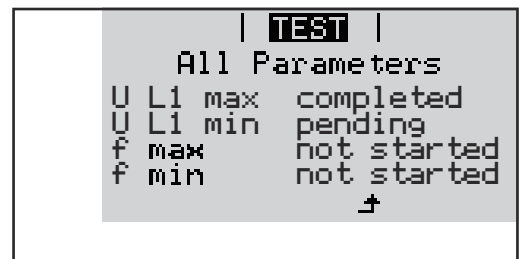 TEST
All Parameters
U L1 max completed
U L1 min pending
f max not started
f min not started